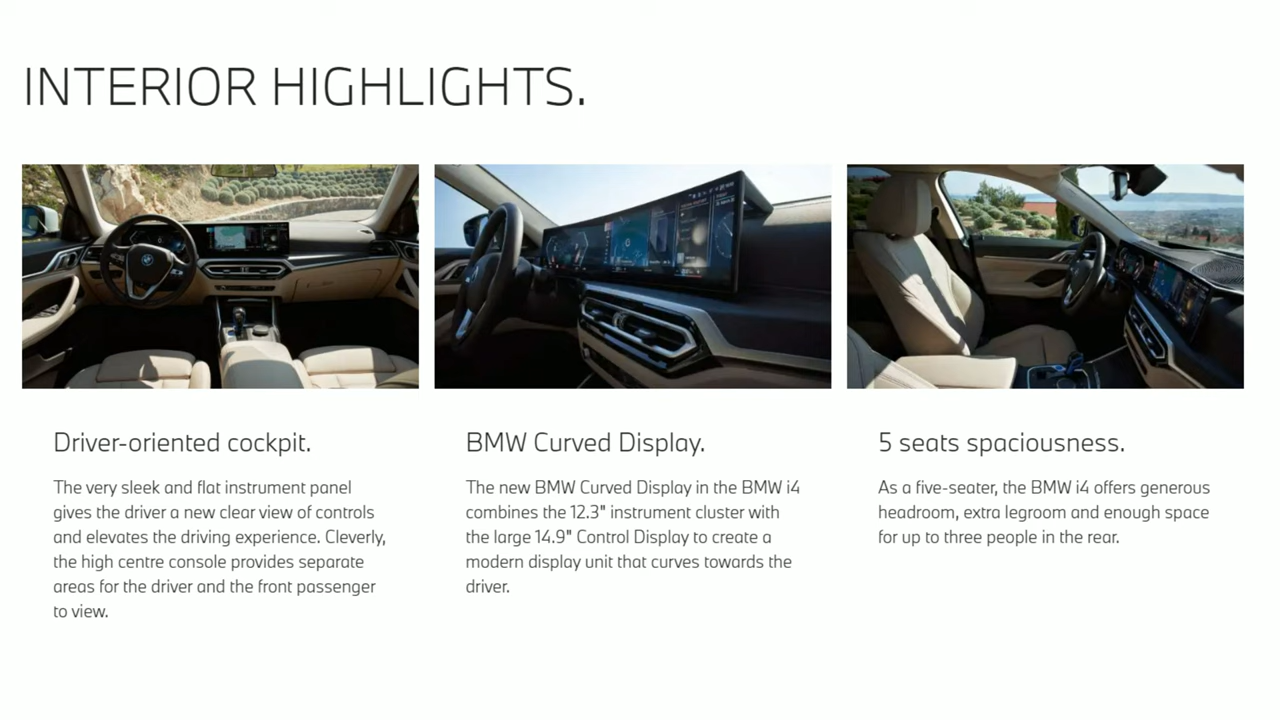 INTERIOR HIGHLIGHTS.
Driver-oriented cockpit.
The very sleek and flat instrument panel
gives the driver a new clear view of controls
and elevates the driving experience. Cleverly,
the high centre console provides separate
areas for the driver and the front passenger
to view.
BMW Curved Display.
The new BMW Curved Display in the BMW i4
combines the 12.3" instrument cluster with
the large 14.9" Control Display to create a
modern display unit that curves towards the
driver.
5 seats spaciousness.
As a five-seater, the BMW i4 offers generous
headroom, extra legroom and enough space
for up to three people in the rear.